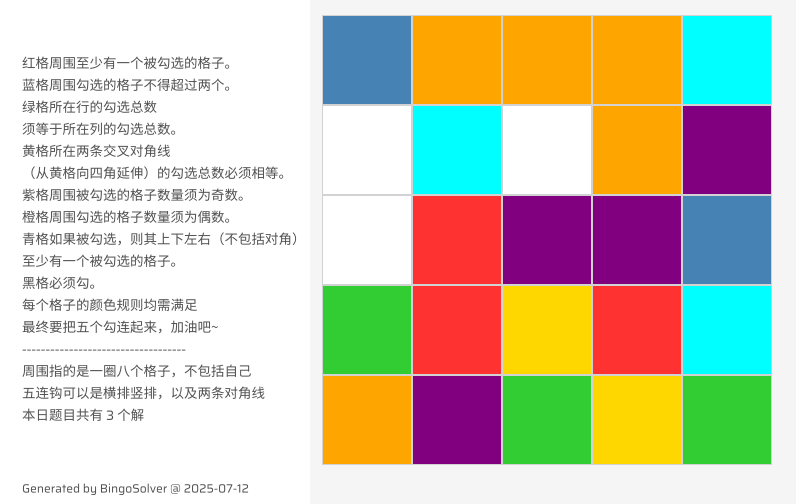 红格周围至少有一个被勾选的格子。
蓝格周围勾选的格子不得超过两个。
绿格所在行的勾选总数
须等于所在列的勾选总数。
黄格所在两条交叉对角线
（从黄格向四角延伸）的勾选总数必须相等。
紫格周围被勾选的格子数量须为奇数。
橙格周围勾选的格子数量须为偶数。
青格如果被勾选，则其上下左右（不包括对角）
至少有一个被勾选的格子。
黑格必须勾。
每个格子的颜色规则均需满足
最终要把五个勾连起来，加油吧~
----------------------------------
周围指的是一圈八个格子，不包括自己
五连钩可以是横排竖排，以及两条对角线
本日题目共有 3 个解
Generated by BingoSolver @ 2025-07-12